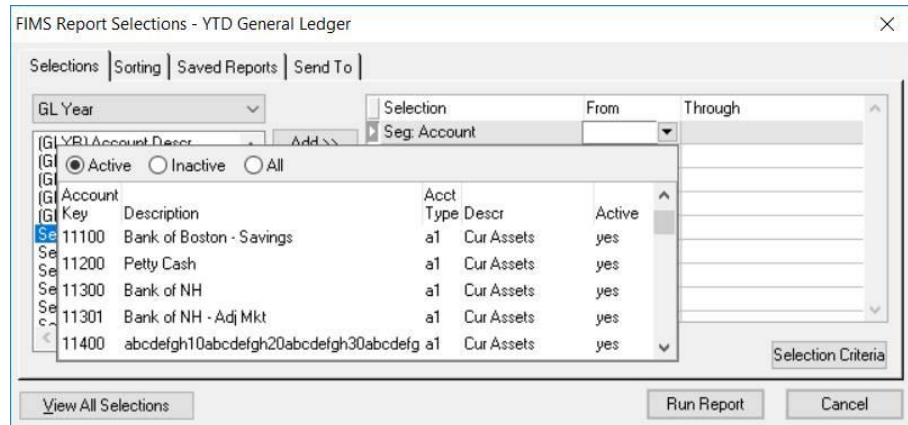 FIMS Report Selections - YTD General Ledger
Selections Sorting Saved Reports Send To
GL Year
Selection From Through
(GLYR) Account Descr Add >>
Seg: Account
Active Inactive All
Account Key Description Acct Type Descr Active
11100 Bank of Boston - Savings a1 Cur Assets yes
11200 Petty Cash a1 Cur Assets yes
11300 Bank of NH a1 Cur Assets yes
11301 Bank of NH - Adj Mkt a1 Cur Assets yes
11400 abcdefgh10abcdefgh20abcdefgh30abcdefg a1 Cur Assets yes
Selection Criteria
View All Selections Run Report Cancel